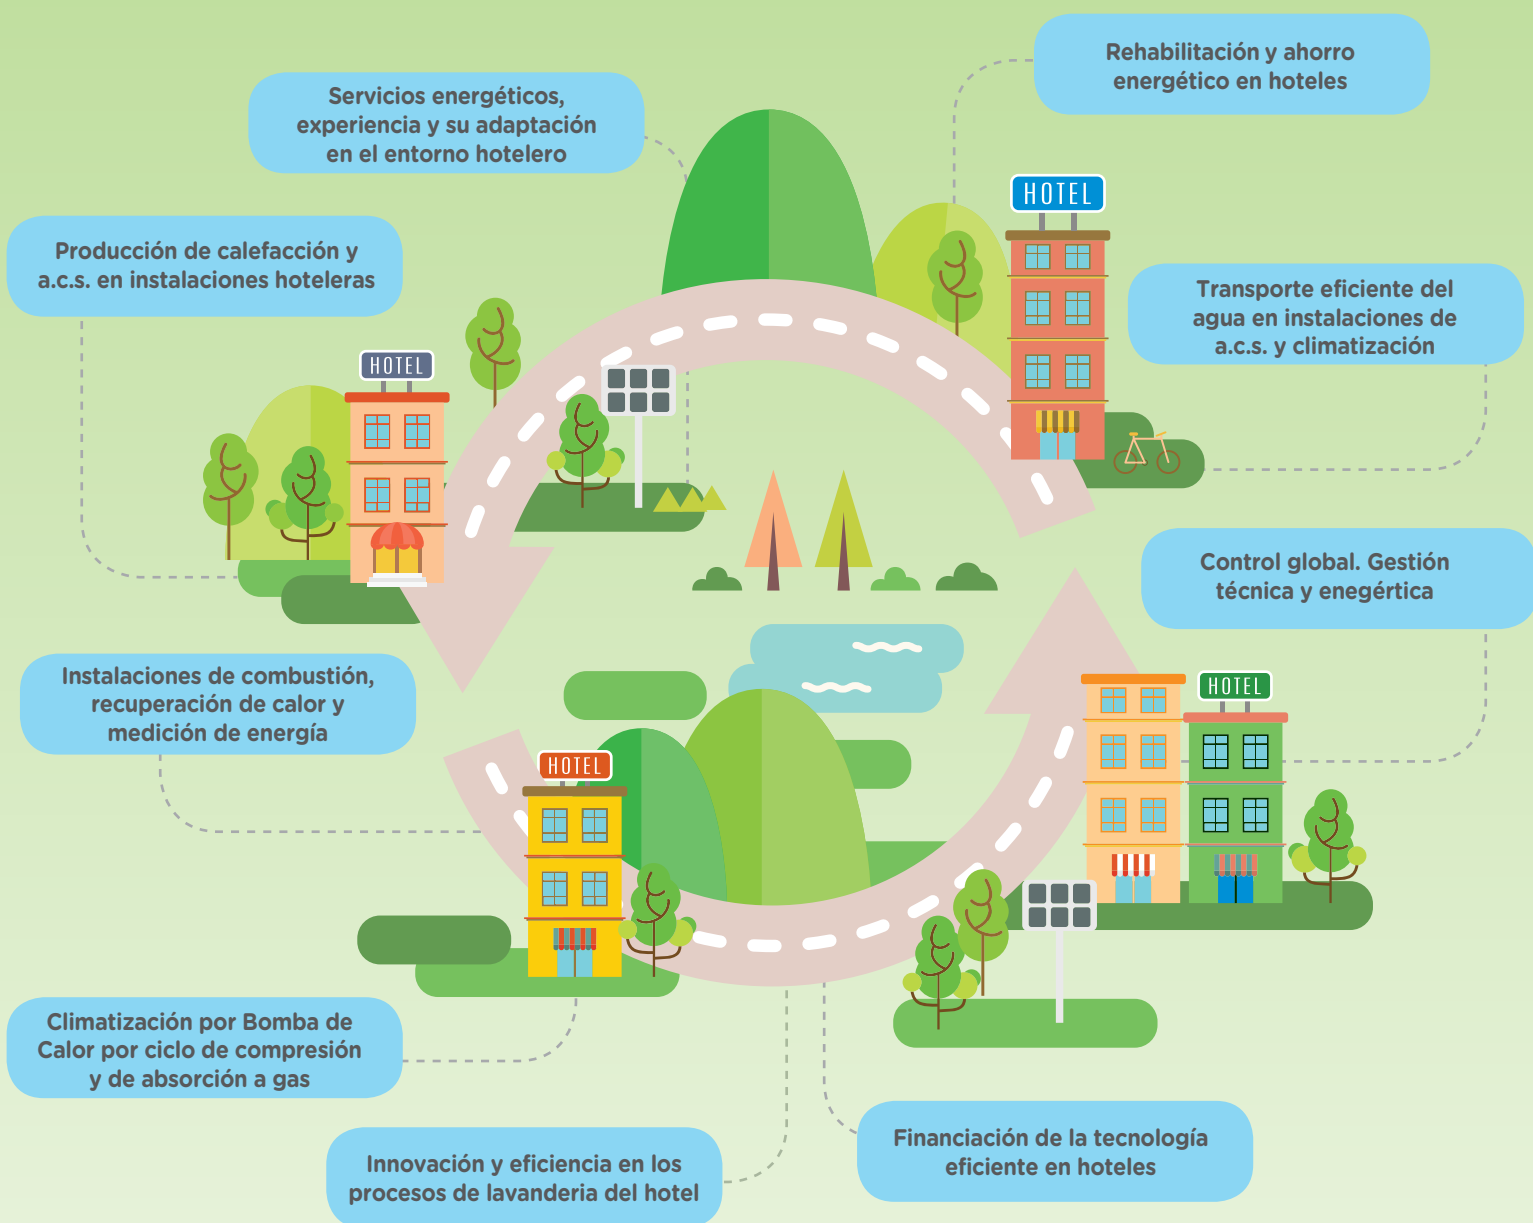 Rehabilitación y ahorro
energético en hoteles
Servicios energéticos,
experiencia y su adaptación
en el entorno hotelero
HOTEL
Producción de calefacción y
a.c.s. en instalaciones hoteleras
Transporte eficiente del
agua en instalaciones de
a.c.s. y climatización
HOTEL
Control global. Gestión
técnica y enegértica
Instalaciones de combustión,
recuperación de calor y
medición de energía
HOTEL
HOTEL
Climatización por Bomba de
Calor por ciclo de compresión
y de absorción a gas
Financiación de la tecnología
eficiente en hoteles
Innovación y eficiencia en los
procesos de lavanderia del hotel